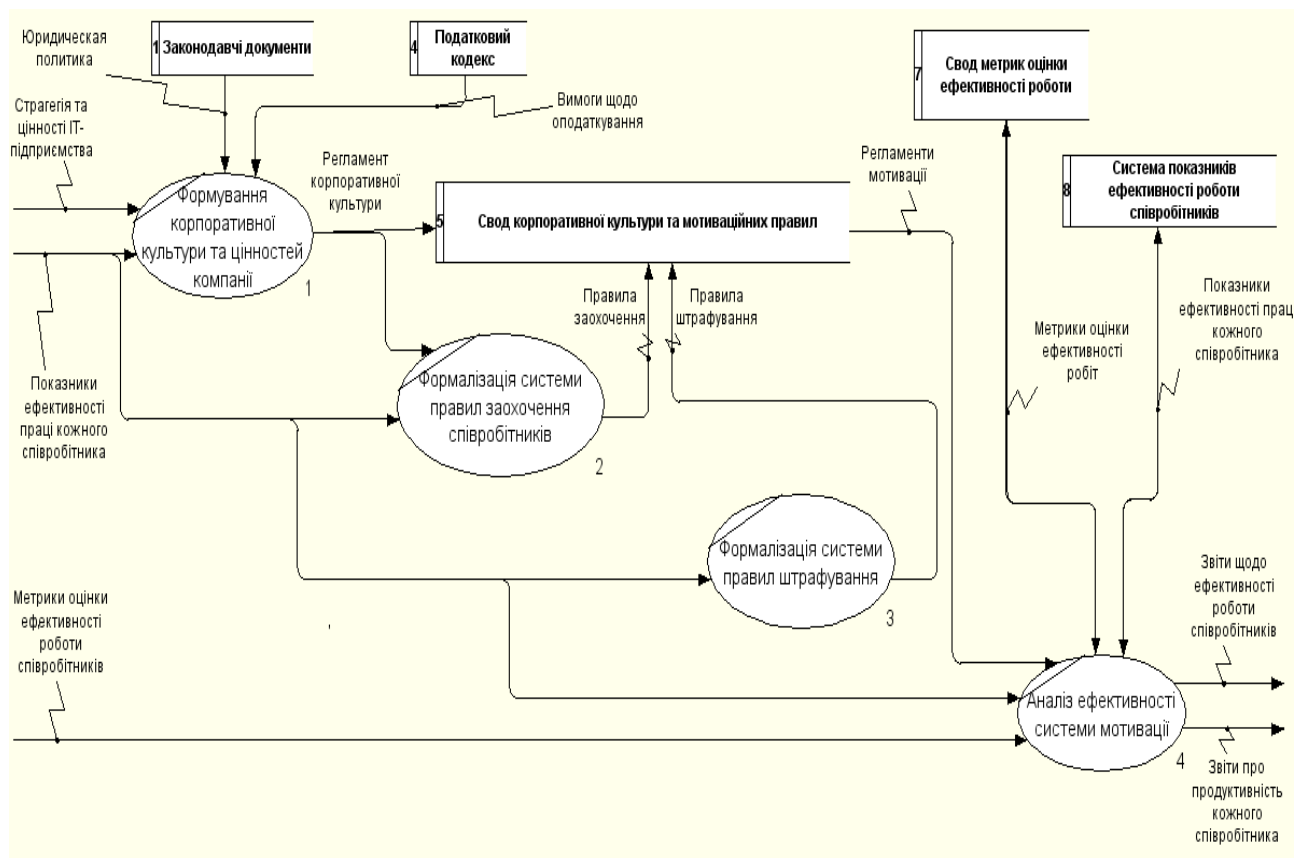 Юридическая
политика
1 Законодавчі документи
4 Податковий
кодекс
7 Свод метрик оцінки
ефективності роботи
Страгегія та
цінності ІТ-
підприємства
Вимоги щодо
оподаткування
Регламент
корпоративної
культури
Регламенти
мотивації
8 Система показників
ефективності роботи
співробітників
Формування
корпоративної
культури та цінностей
компанії
1
5 Свод корпоративної культури та мотиваційних правил
Правила
заохочення
Правила
штрафування
Показники
ефективності прац
кожного
співробітника
Метрики оцінки
ефективності
робіт
Показники
ефективності
праці кожного
співробітника
Формалізація системи
правил заохочення
співробітників
2
Формалізація системи
правил штрафування
3
Метрики оцінки
ефективності
роботи
співробітників
Звіти щодо
ефективності
роботи
співробітників
Аналіз ефективності
системи мотивації
4
Звіти про
продуктивність
кожного
співробітника